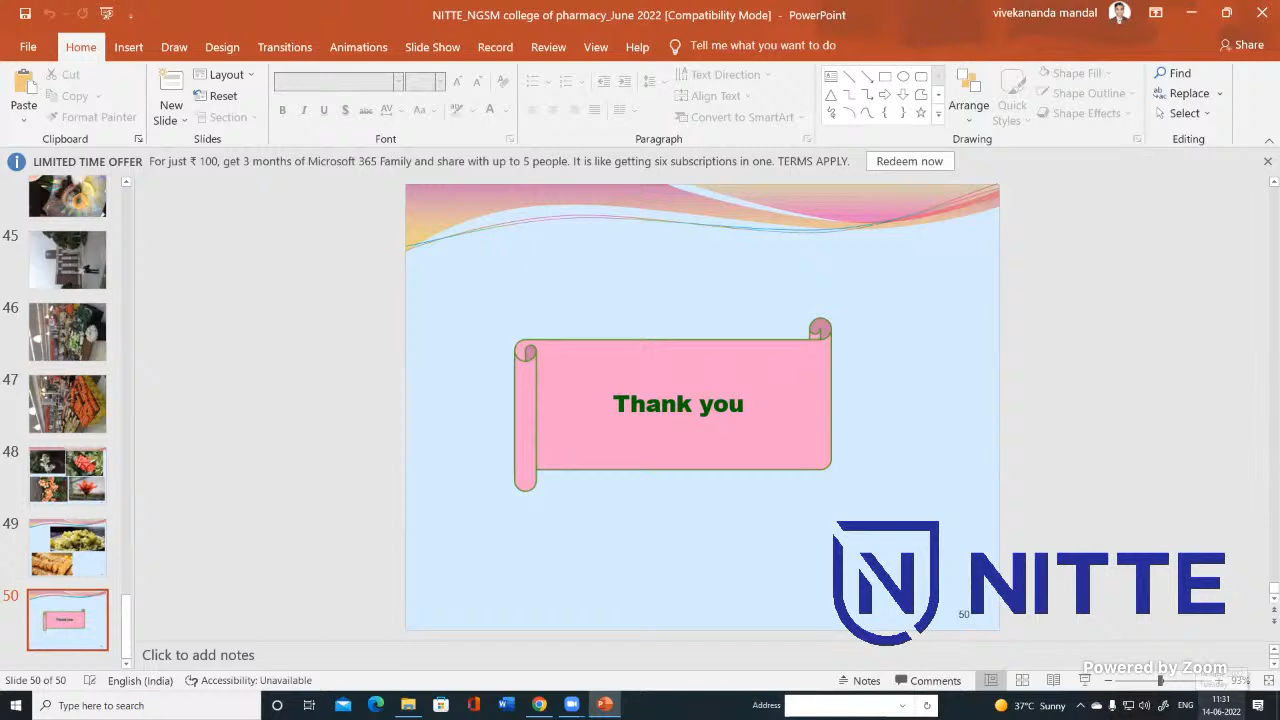 NITTE_NGSM college of pharmacy_June 2022 [Compatibility Mode] - PowerPoint
vivekananda mandal
File Home Insert Draw Design Transitions Animations Slide Show Record Review View Help Tell me what you want to do
Share
Paste
Cut
Copy
Format Painter
Clipboard
New Slide
Layout
Reset
Section
Slides
B I U S abc AV Aa A
Font
Text Direction
Align Text
Convert to SmartArt
Paragraph
Arrange
Quick Styles
Shape Fill
Shape Outline
Shape Effects
Drawing
Find
Replace
Select
Editing
LIMITED TIME OFFER For just ₹ 100, get 3 months of Microsoft 365 Family and share with up to 5 people. It is like getting six subscriptions in one. TERMS APPLY.
Redeem now
45
46
47
48
49
50
Thank you
Thank you
50
N NITTE
Click to add notes
Powered by Zoom
Slide 50 of 50
English (India)
Accessibility: Unavailable
Notes
Comments
93%
Type here to search
Address
37°C Sunny
ENG
11:31
14-06-2022